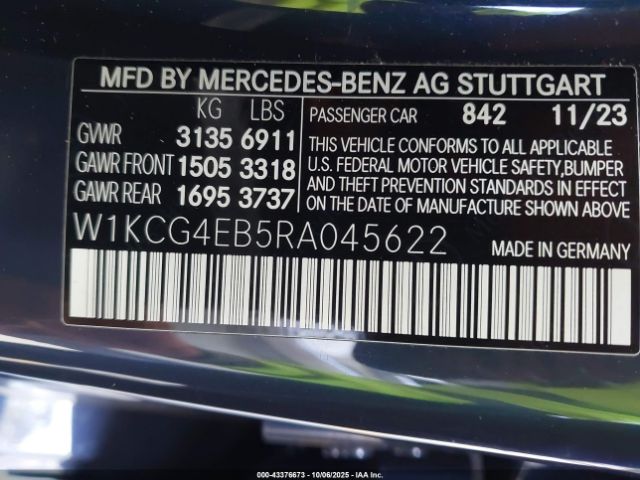 MFD BY MERCEDES-BENZ AG STUTTGART
KG LBS
GVWR 3135 6911
GAWR FRONT 1505 3318
GAWR REAR 1695 3737
PASSENGER CAR 842 11/23
THIS VEHICLE CONFORMS TO ALL APPLICABLE
U.S. FEDERAL MOTOR VEHICLE SAFETY,BUMPER
AND THEFT PREVENTION STANDARDS IN EFFECT
ON THE DATE OF MANUFACTURE SHOWN ABOVE.
W1KCG4EB5RA045622
MADE IN GERMANY
000-43376673 - 10/06/2025 - IAA Inc.